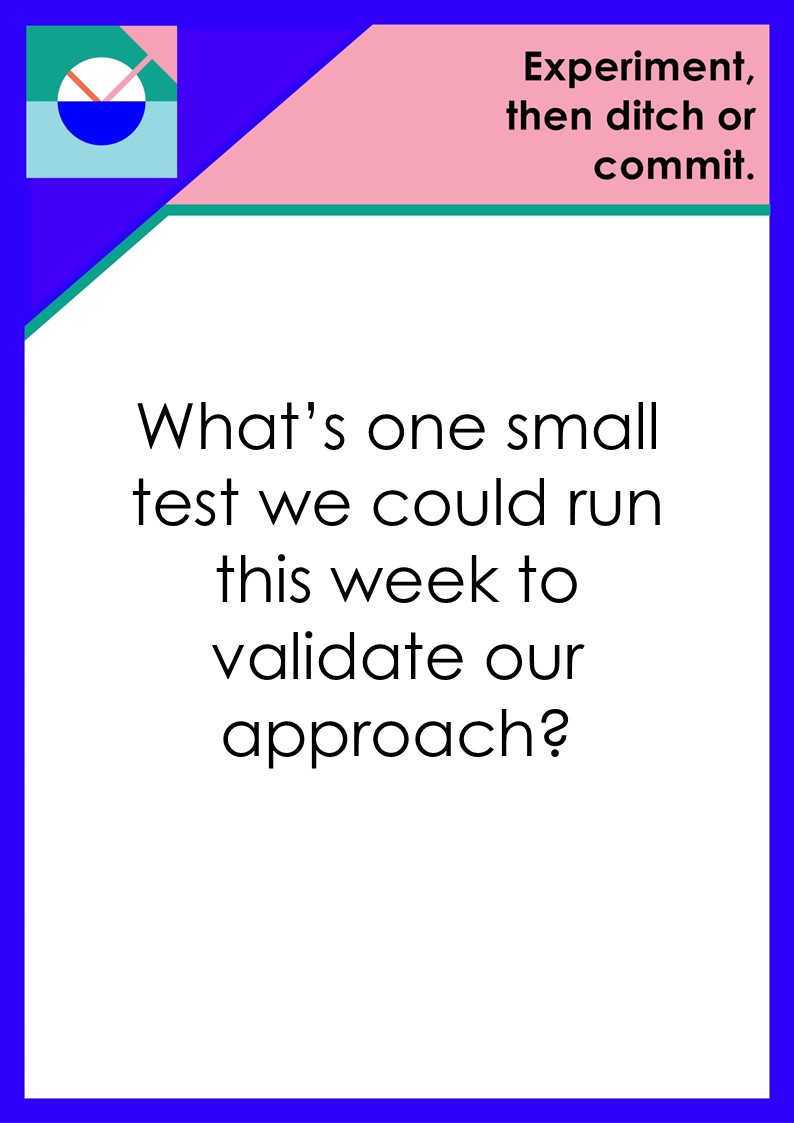 Experiment,
then ditch or
commit.
What’s one small
test we could run
this week to
validate our
approach?